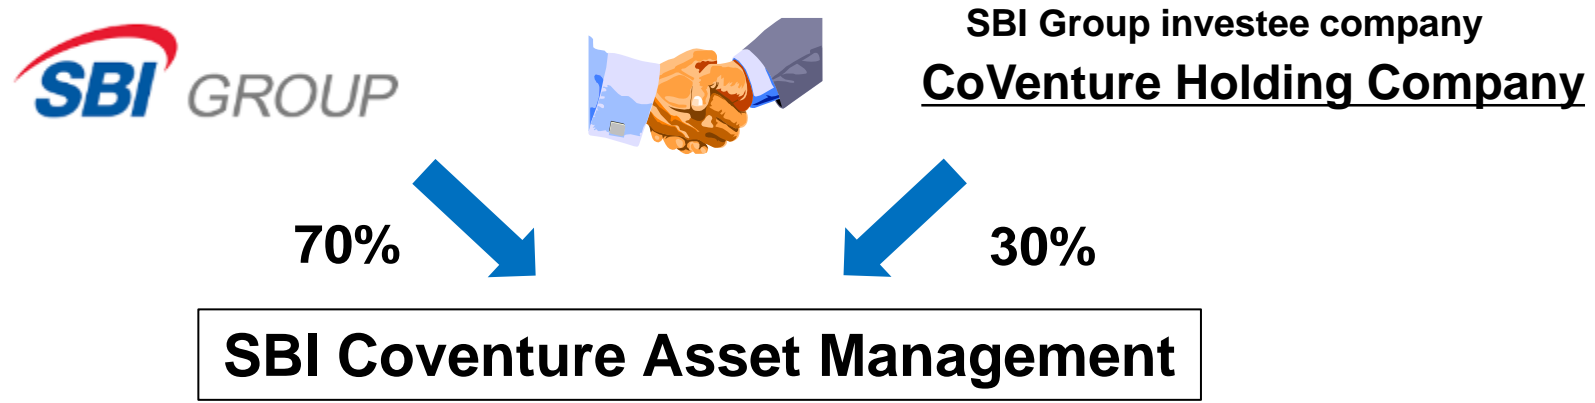 SBI GROUP
SBI Group investee company
CoVenture Holding Company
70%
30%
SBI Coventure Asset Management